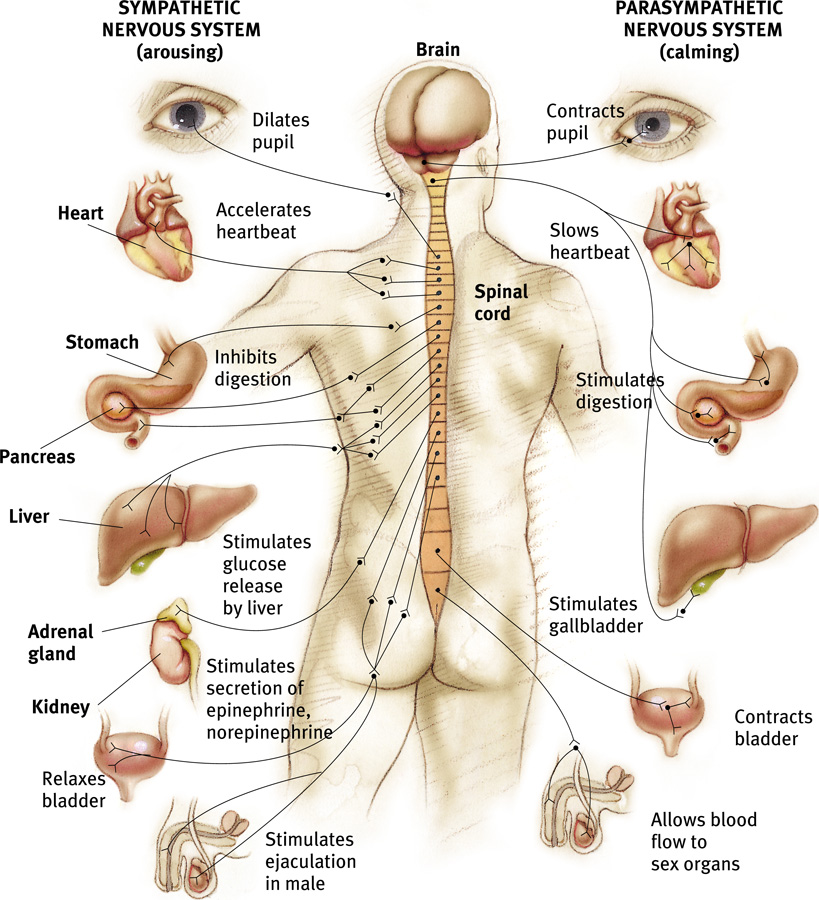 SYMPATHETIC
NERVOUS SYSTEM
(arousing)
PARASYMPATHETIC
NERVOUS SYSTEM
(calming)
Brain
Dilates
pupil
Contracts
pupil
Heart
Accelerates
heartbeat
Slows
heartbeat
Spinal
cord
Stomach
Inhibits
digestion
Stimulates
digestion
Pancreas
Liver
Stimulates
glucose
release
by liver
Stimulates
gallbladder
Adrenal
gland
Kidney
Stimulates
secretion of
epinephrine,
norepinephrine
Contracts
bladder
Relaxes
bladder
Stimulates
ejaculation
in male
Allows blood
flow to
sex organs